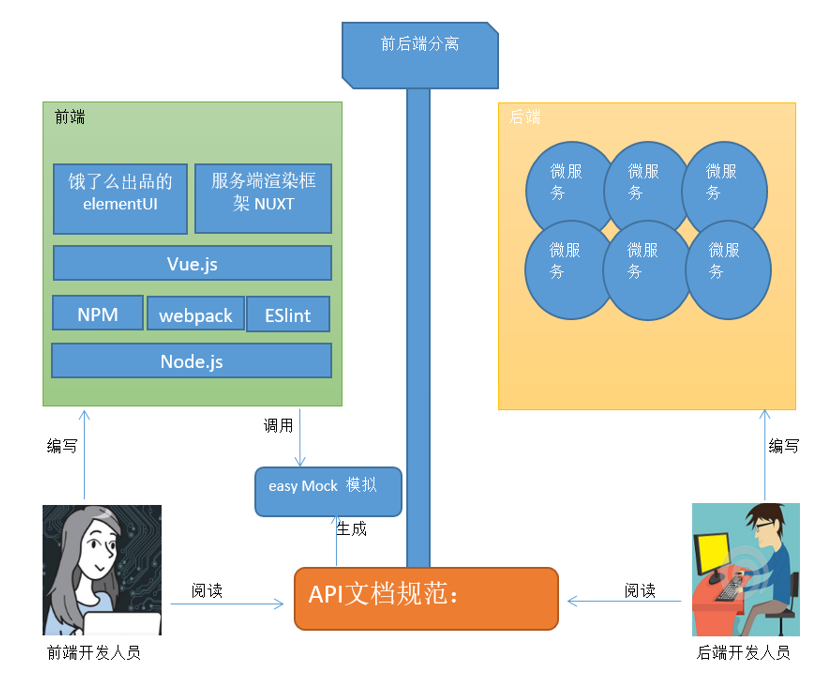 前后端分离
前端
饿了么出品的
elementUI
服务端渲染框
架 NUXT
Vue.js
NPM
webpack
ESlint
Node.js
后端
微服
务
微服
务
微服
务
微服
务
微服
务
微服
务
编写
调用
编写
easy Mock 模拟
生成
阅读
API文档规范：
阅读
前端开发人员
后端开发人员